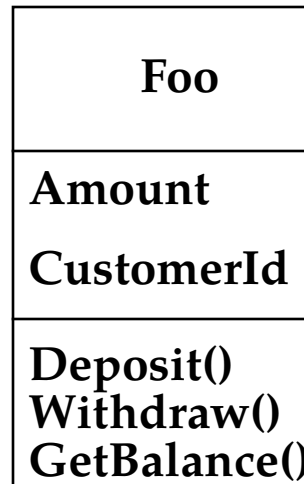 Foo
Amount
CustomerId
Deposit()
Withdraw()
GetBalance()